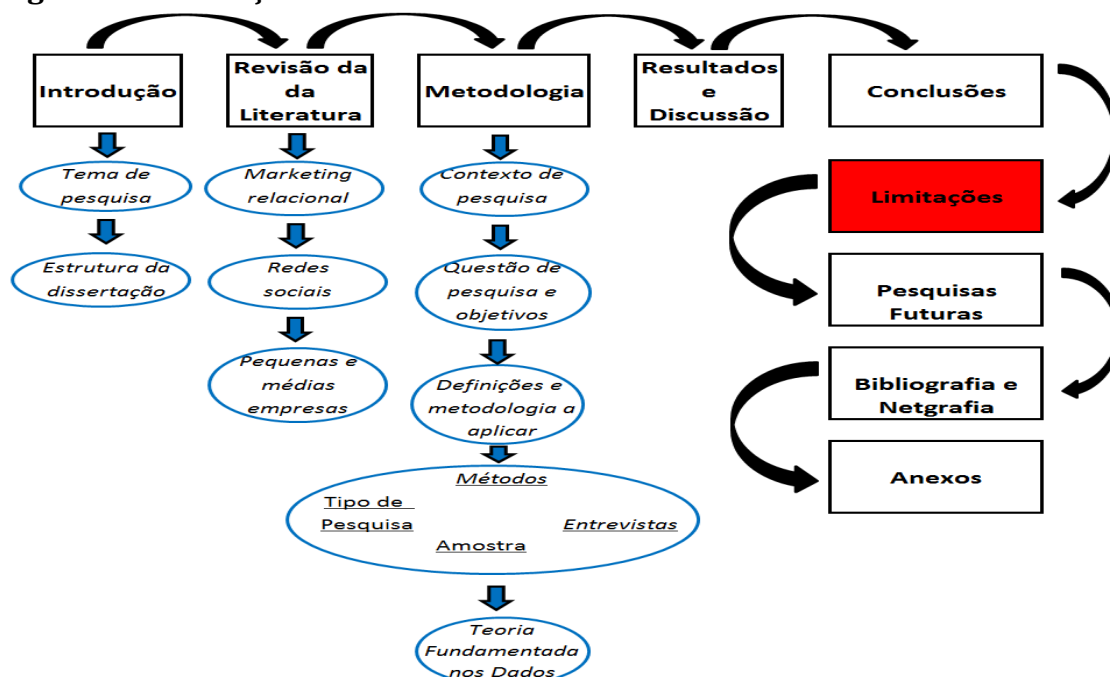 Introdução
Revisão da
da
Literatura
Metodologia
Resultados
e
Discussão
Conclusões
Tema de
pesquisa
Estrutura da
dissertação
Marketing
relacional
Redes
sociais
Pequenas e
médias
empresas
Contexto de
pesquisa
Questão de
pesquisa e
objetivos
Definições e
metodologia a
aplicar
Métodos
Tipo de
Pesquisa
Entrevistas
Amostra
Teoria
Fundamentada
nos Dados
Limitações
Pesquisas
Futuras
Bibliografia e
Netgrafia
Anexos